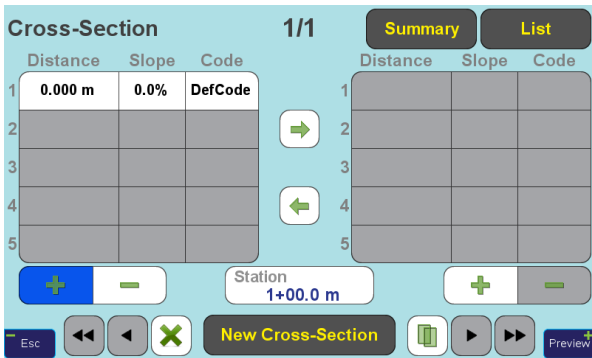 Cross-Section 1/1 Summary List
Distance Slope Code Distance Slope Code
1 0.000 m 0.0% DefCode 1
2 2
3 3
4 4
5 5
Station
1+00.0 m
Esc New Cross-Section Preview